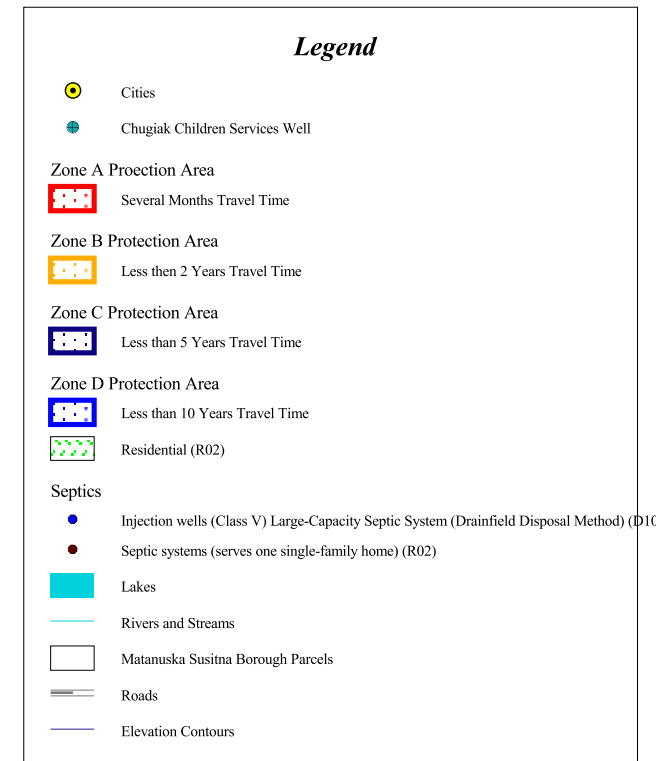 Legend
Cities
Chugiak Children Services Well
Zone A Proection Area
Several Months Travel Time
Zone B Protection Area
Less then 2 Years Travel Time
Zone C Protection Area
Less than 5 Years Travel Time
Zone D Protection Area
Less than 10 Years Travel Time
Residential (R02)
Septics
Injection wells (Class V) Large-Capacity Septic System (Drainfield Disposal Method) (D10
Septic systems (serves one single-family home) (R02)
Lakes
Rivers and Streams
Matanuska Susitna Borough Parcels
Roads
Elevation Contours